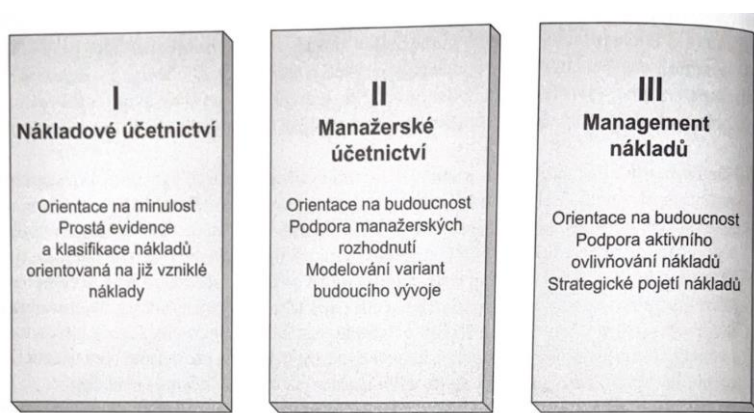 I
Nákladové účetnictví
Orientace na minulost
Prostá evidence
a klasifikace nákladů
orientovaná na již vzniklé
náklady
II
Manažerské
účetnictví
Orientace na budoucnost
Podpora manažerských
rozhodnutí
Modelování variant
budoucího vývoje
III
Management
nákladů
Orientace na budoucnost
Podpora aktivního
ovlivňování nákladů
Strategické pojetí nákladů